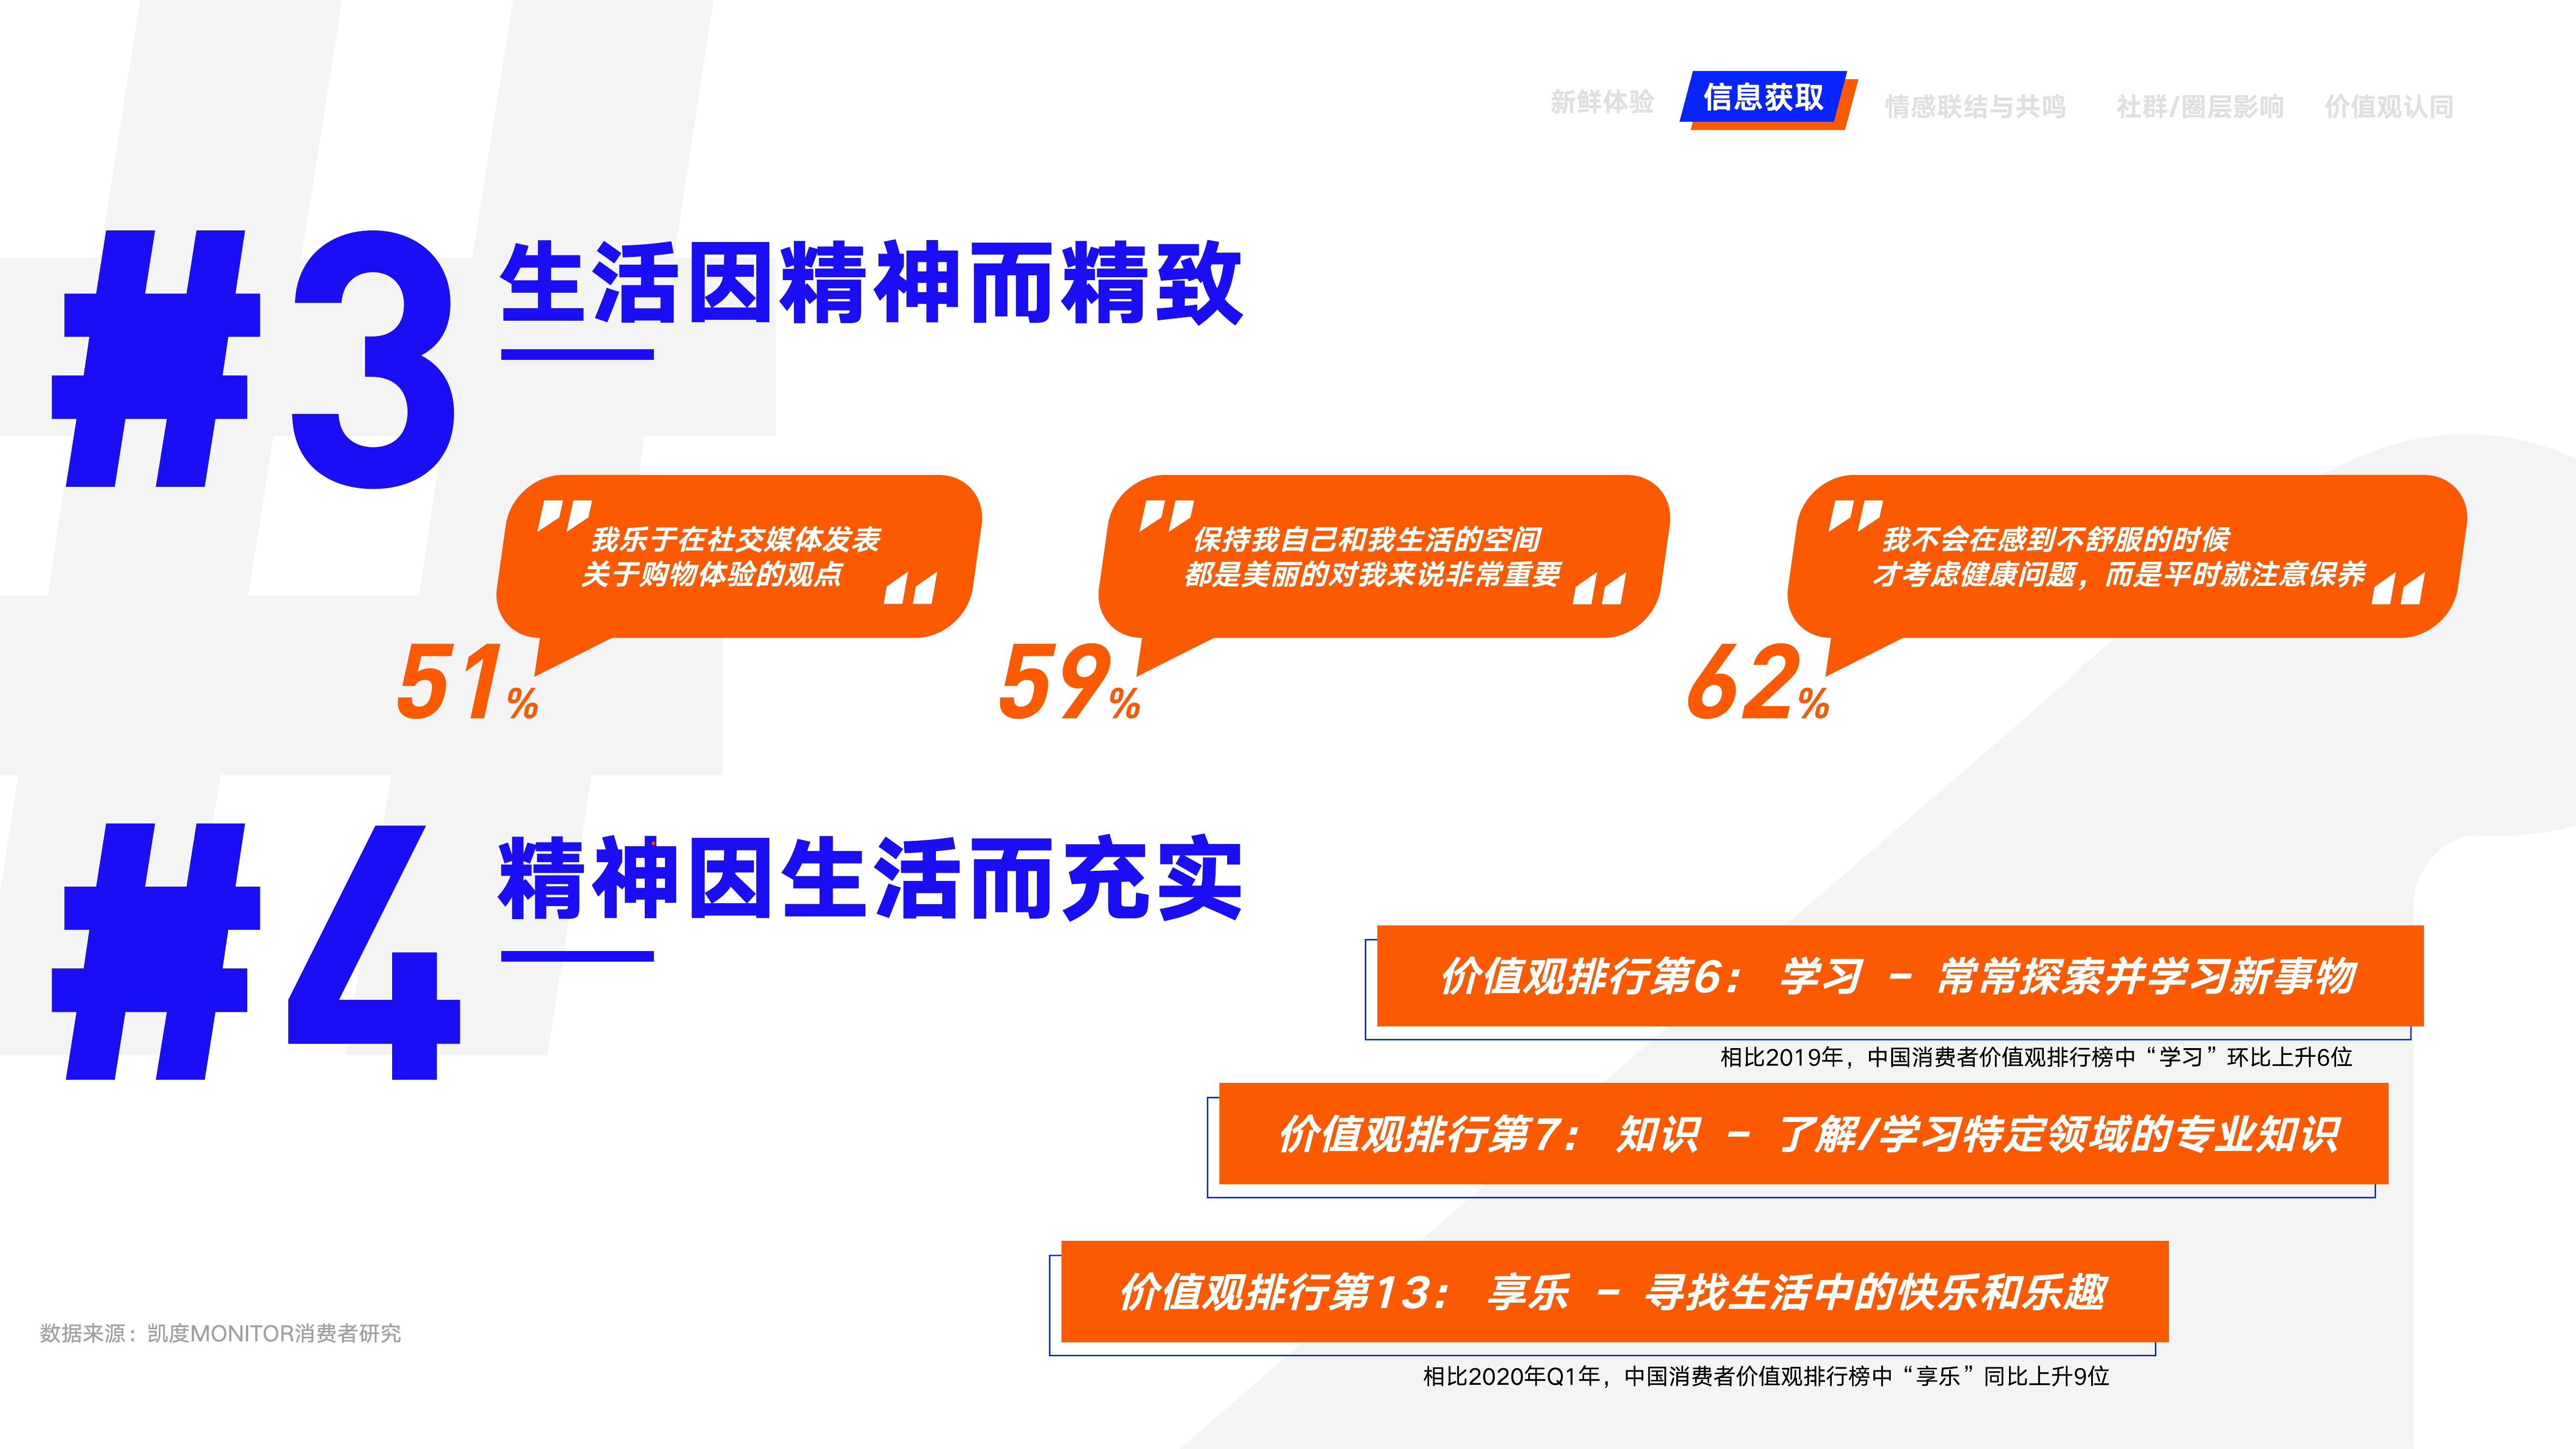 新鲜体验
信息获取
情感联结与共鸣
社群/圈层影响
价值观认同
#3
生活因精神而精致
”我乐于在社交媒体发表
关于购物体验的观点“
51%
”保持我自己和我生活的空间
都是美丽的对我来说非常重要“
59%
”我不会在感到不舒服的时候
才考虑健康问题，而是平时就注意保养“
62%
#4
精神因生活而充实
价值观排行第6： 学习 - 常常探索并学习新事物
相比2019年，中国消费者价值观排行榜中“学习”环比上升6位
价值观排行第7： 知识 - 了解/学习特定领域的专业知识
价值观排行第13： 享乐 - 寻找生活中的快乐和乐趣
相比2020年Q1年，中国消费者价值观排行榜中“享乐”同比上升9位
数据来源：凯度MONITOR消费者研究